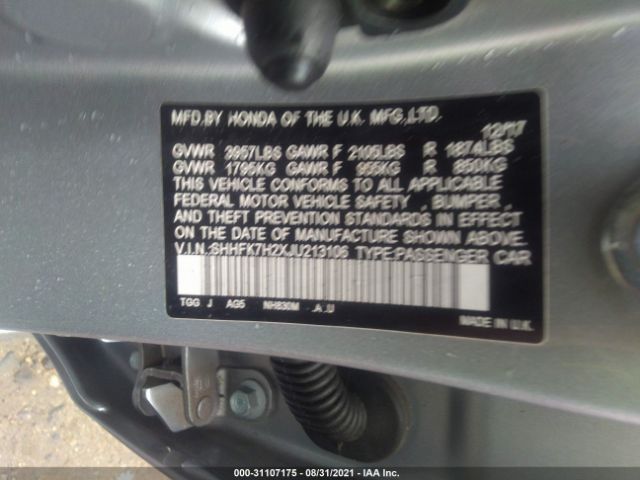 MFD.BY HONDA OF THE U.K. MFG.,LTD.
12/17
GVWR 3957LBS GAWR F 2105LBS R 1874LBS
GVWR 1795KG GAWR F 955KG R 850KG
THIS VEHICLE CONFORMS TO ALL APPLICABLE
FEDERAL MOTOR VEHICLE SAFETY , BUMPER ,
AND THEFT PREVENTION STANDARDS IN EFFECT
ON THE DATE OF MANUFACTURE SHOWN ABOVE.
V.I.N.:SHHFK7H2XJU213106 TYPE:PASSENGER CAR
TGG J AG5 NH830M .A U
MADE IN U.K.
000-31107175 - 08/31/2021 - IAA Inc.